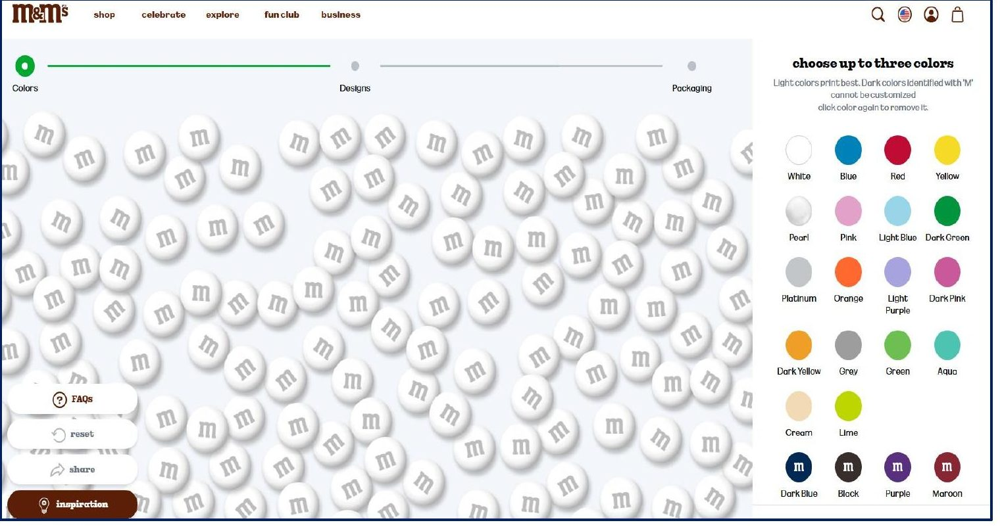 m&m's
shop celebrate explore fun club business
Colors Designs Packaging
choose up to three colors
Light colors print best. Dark colors identified with 'M'
cannot be customized
click color again to remove it.
White Blue Red Yellow
Pearl Pink Light Blue Dark Green
Platinum Orange Light Purple Dark Pink
Dark Yellow Grey Green Aqua
Cream Lime
m m m m
Dark Blue Black Purple Maroon
FAQs
reset
share
inspiration